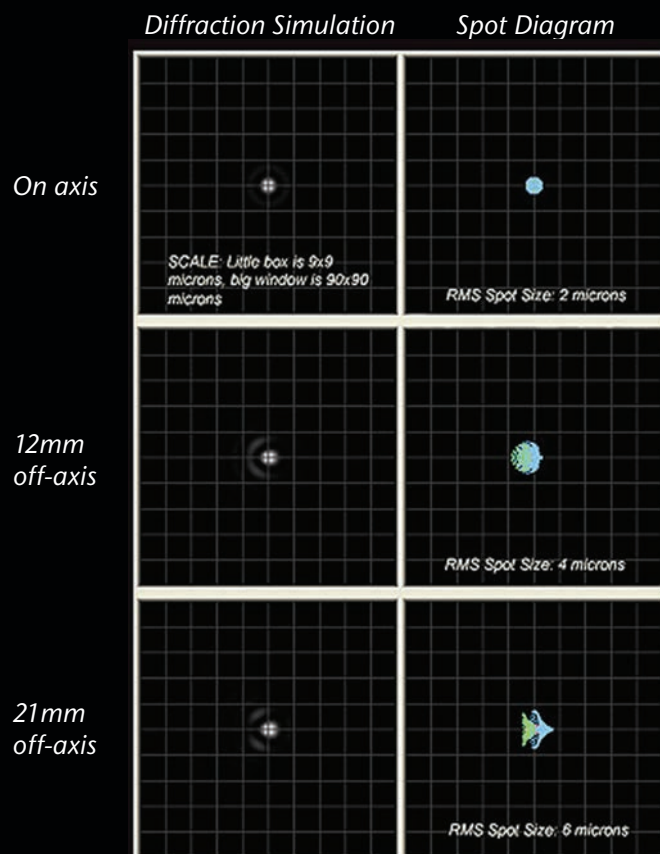 Diffraction Simulation
Spot Diagram
On axis
SCALE: Little box is 9x9
microns, big window is 90x90
microns
RMS Spot Size: 2 microns
12mm
off-axis
RMS Spot Size: 4 microns
21mm
off-axis
RMS Spot Size: 6 microns